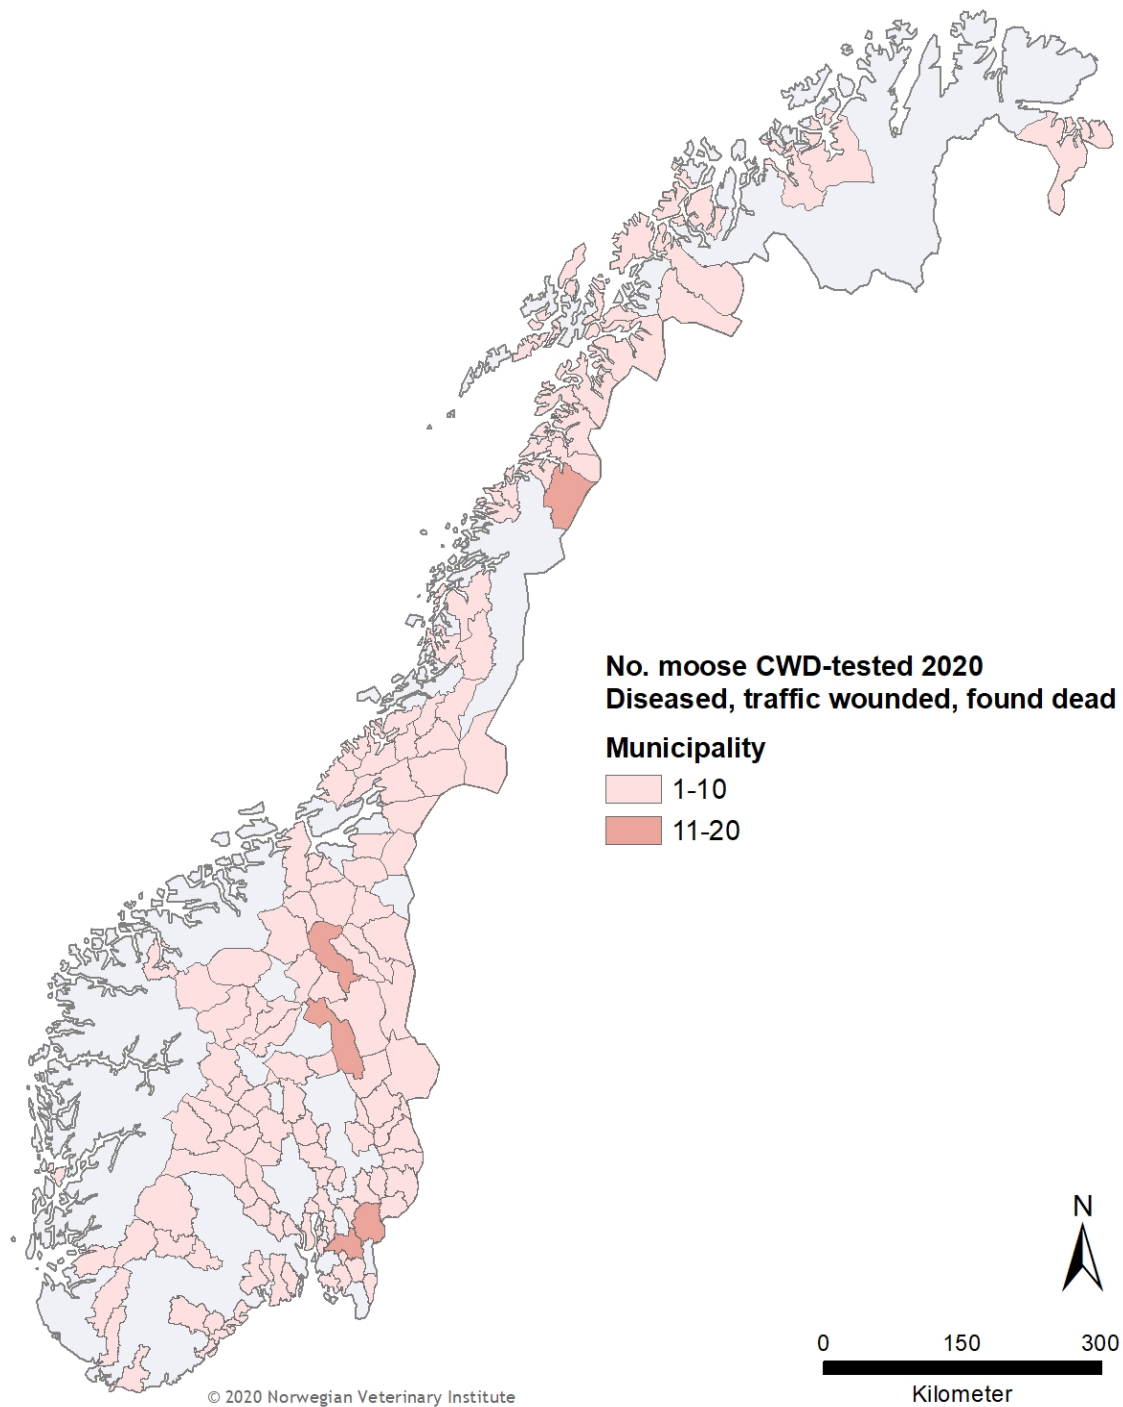 No. moose CWD-tested 2020
Diseased, traffic wounded, found dead
Municipality
1-10
11-20
N
0 150 300
Kilometer
© 2020 Norwegian Veterinary Institute